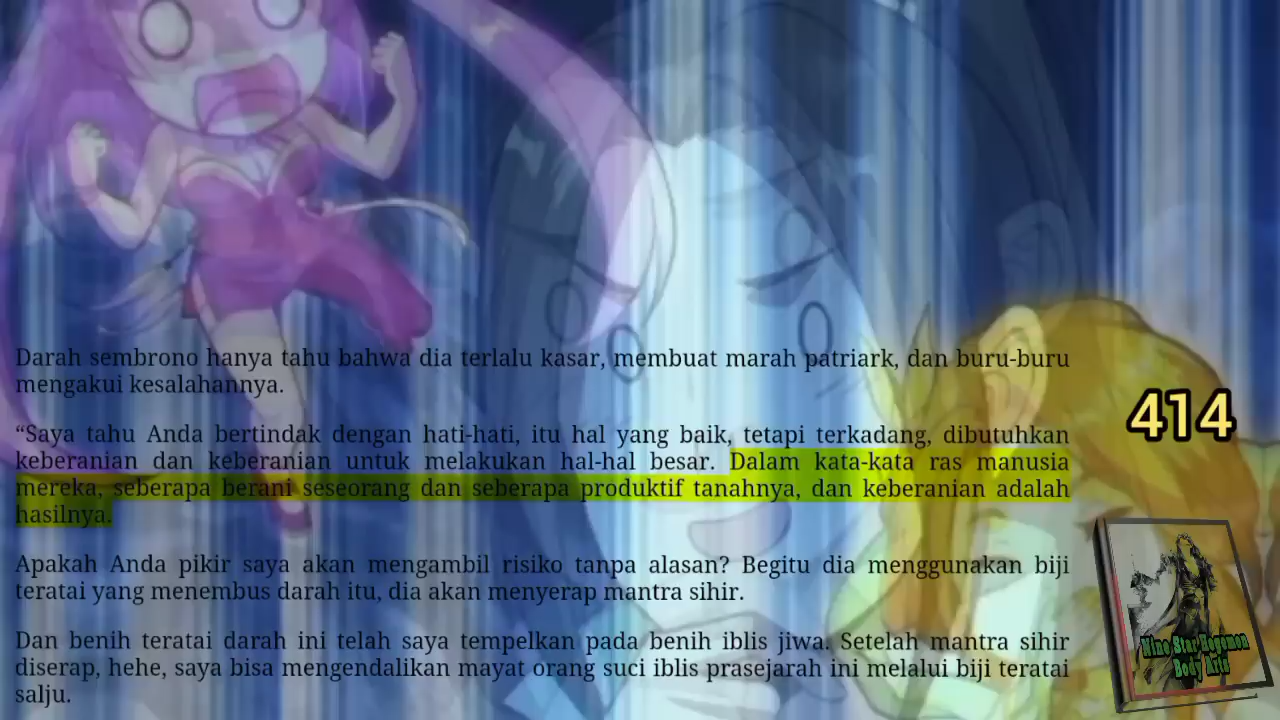 Darah sembrono hanya tahu bahwa dia terlalu kasar, membuat marah patriark, dan buru-buru
mengakui kesalahannya.
“Saya tahu Anda bertindak dengan hati-hati, itu hal yang baik, tetapi terkadang, dibutuhkan
keberanian dan keberanian untuk melakukan hal-hal besar. Dalam kata-kata ras manusia
mereka, seberapa berani seseorang dan seberapa produktif tanahnya, dan keberanian adalah
hasilnya.
414
Apakah Anda pikir saya akan mengambil risiko tanpa alasan? Begitu dia menggunakan biji
teratai yang menembus darah itu, dia akan menyerap mantra sihir.
Dan benih teratai darah ini telah saya tempelkan pada benih iblis jiwa. Setelah mantra sihir
diserap, hehe, saya bisa mengendalikan mayat orang suci iblis prasejarah ini melalui biji teratai
salju.
Nine Star Hegemon
Body Arts